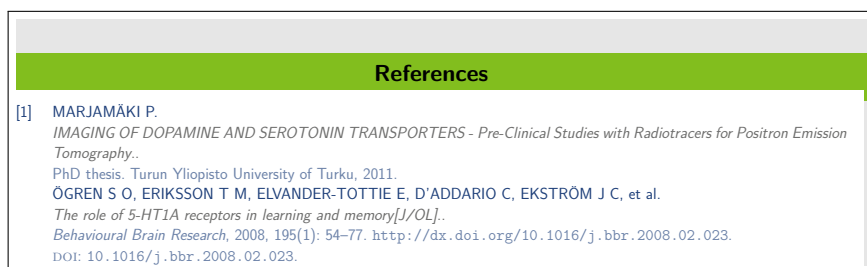 References
[1] MARJAMÄKI P.
IMAGING OF DOPAMINE AND SEROTONIN TRANSPORTERS - Pre-Clinical Studies with Radiotracers for Positron Emission
Tomography..
PhD thesis. Turun Yliopisto University of Turku, 2011.
ÖGREN S O, ERIKSSON T M, ELVANDER-TOTTIE E, D'ADDARIO C, EKSTRÖM J C, et al.
The role of 5-HT1A receptors in learning and memory[J/OL]..
Behavioural Brain Research, 2008, 195(1): 54–77. http://dx.doi.org/10.1016/j.bbr.2008.02.023.
DOI: 10.1016/j.bbr.2008.02.023.